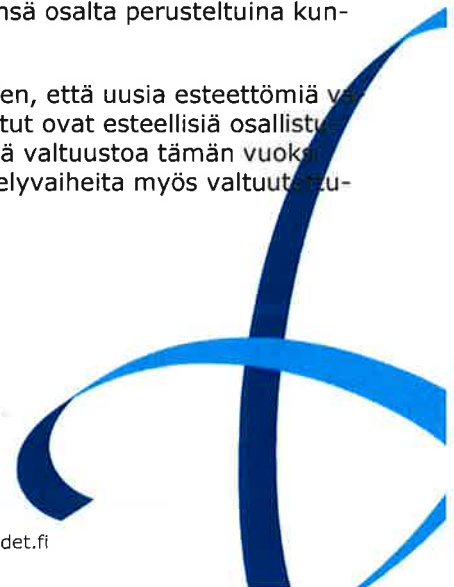 nsä osalta perusteltuina kun-
en, että uusia esteettömiä va-
tut ovat esteellisiä osallistu-
ä valtuustoa tämän vuoksi
elyvaiheita myös valtuutettu-
det.fi